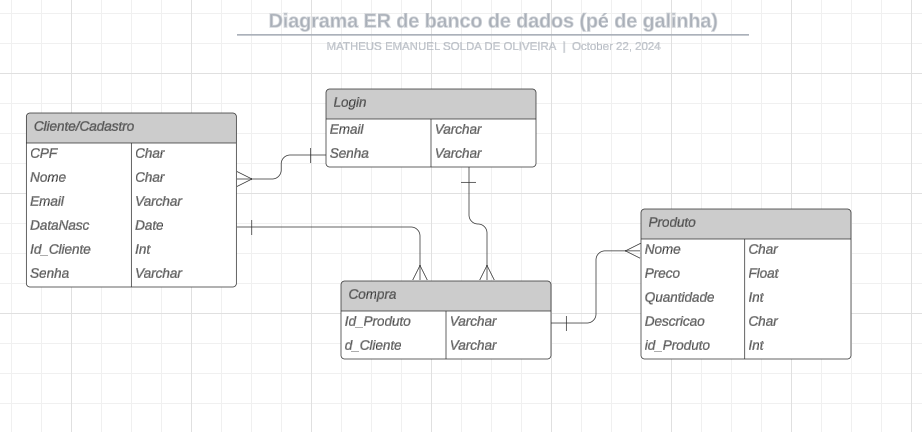 Diagrama ER de banco de dados (pé de galinha)
MATHEUS EMANUEL SOLDA DE OLIVEIRA | October 22, 2024
Login
Email Varchar
Senha Varchar
Cliente/Cadastro
CPF Char
Nome Char
Email Varchar
DataNasc Date
Id_Cliente Int
Senha Varchar
Produto
Nome Char
Preco Float
Quantidade Int
Descricao Char
id_Produto Int
Compra
Id_Produto Varchar
d_Cliente Varchar